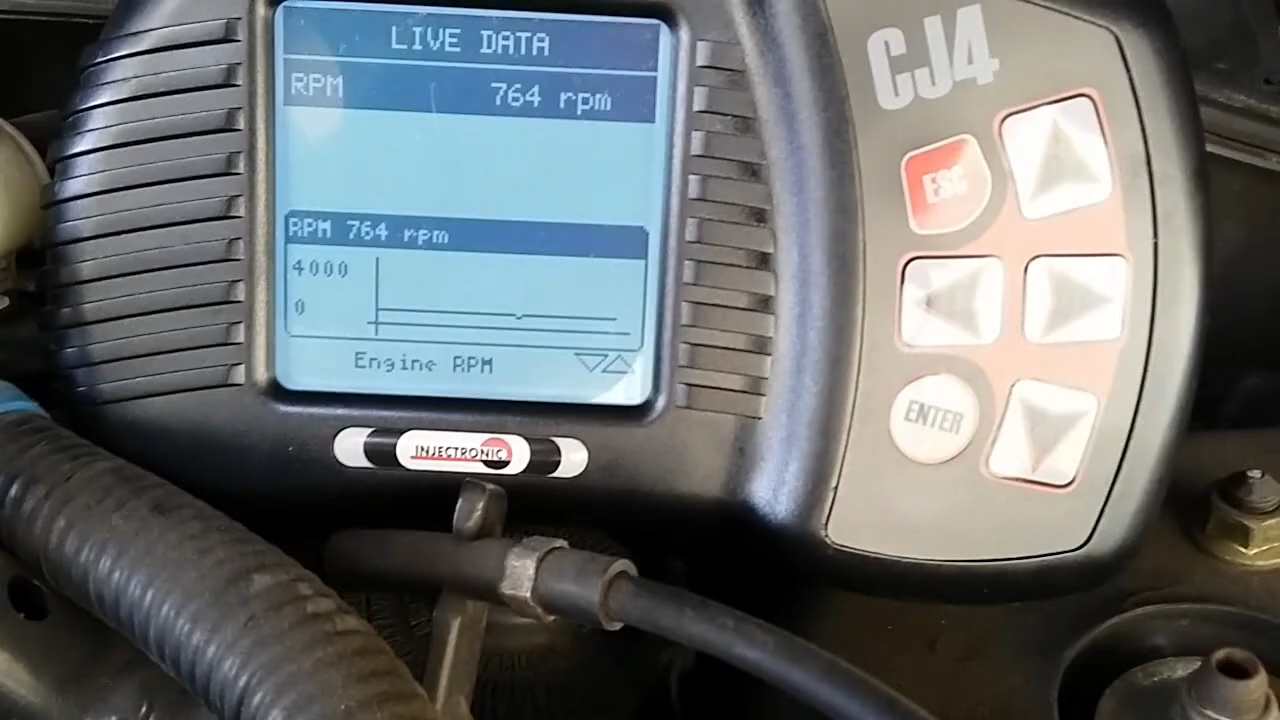 LIVE DATA
RPM 764 rpm
RPM 764 rpm
4000
0
Engine RPM
INJECTRONIC
CJ4
ESC
ENTER